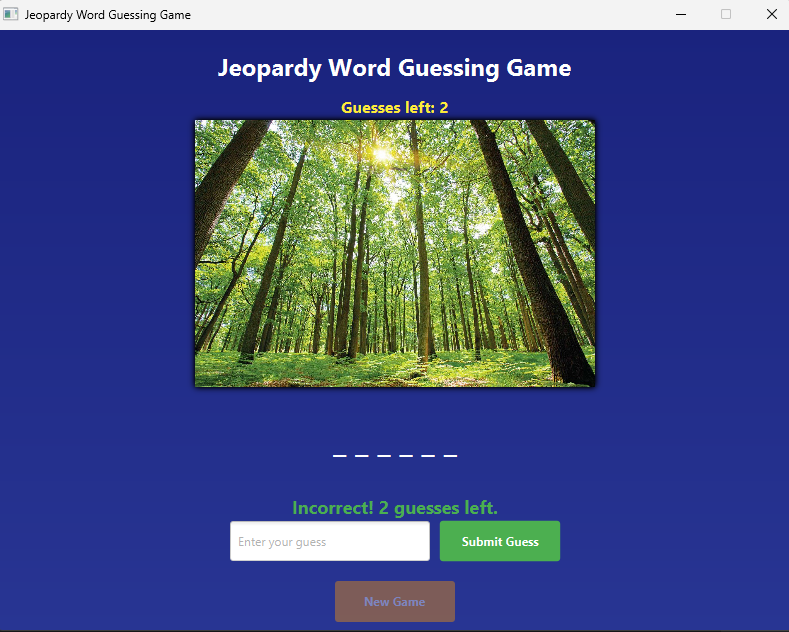 Jeopardy Word Guessing Game
Jeopardy Word Guessing Game
Guesses left: 2
_ _ _ _ _ _
Incorrect! 2 guesses left.
Enter your guess
Submit Guess
New Game